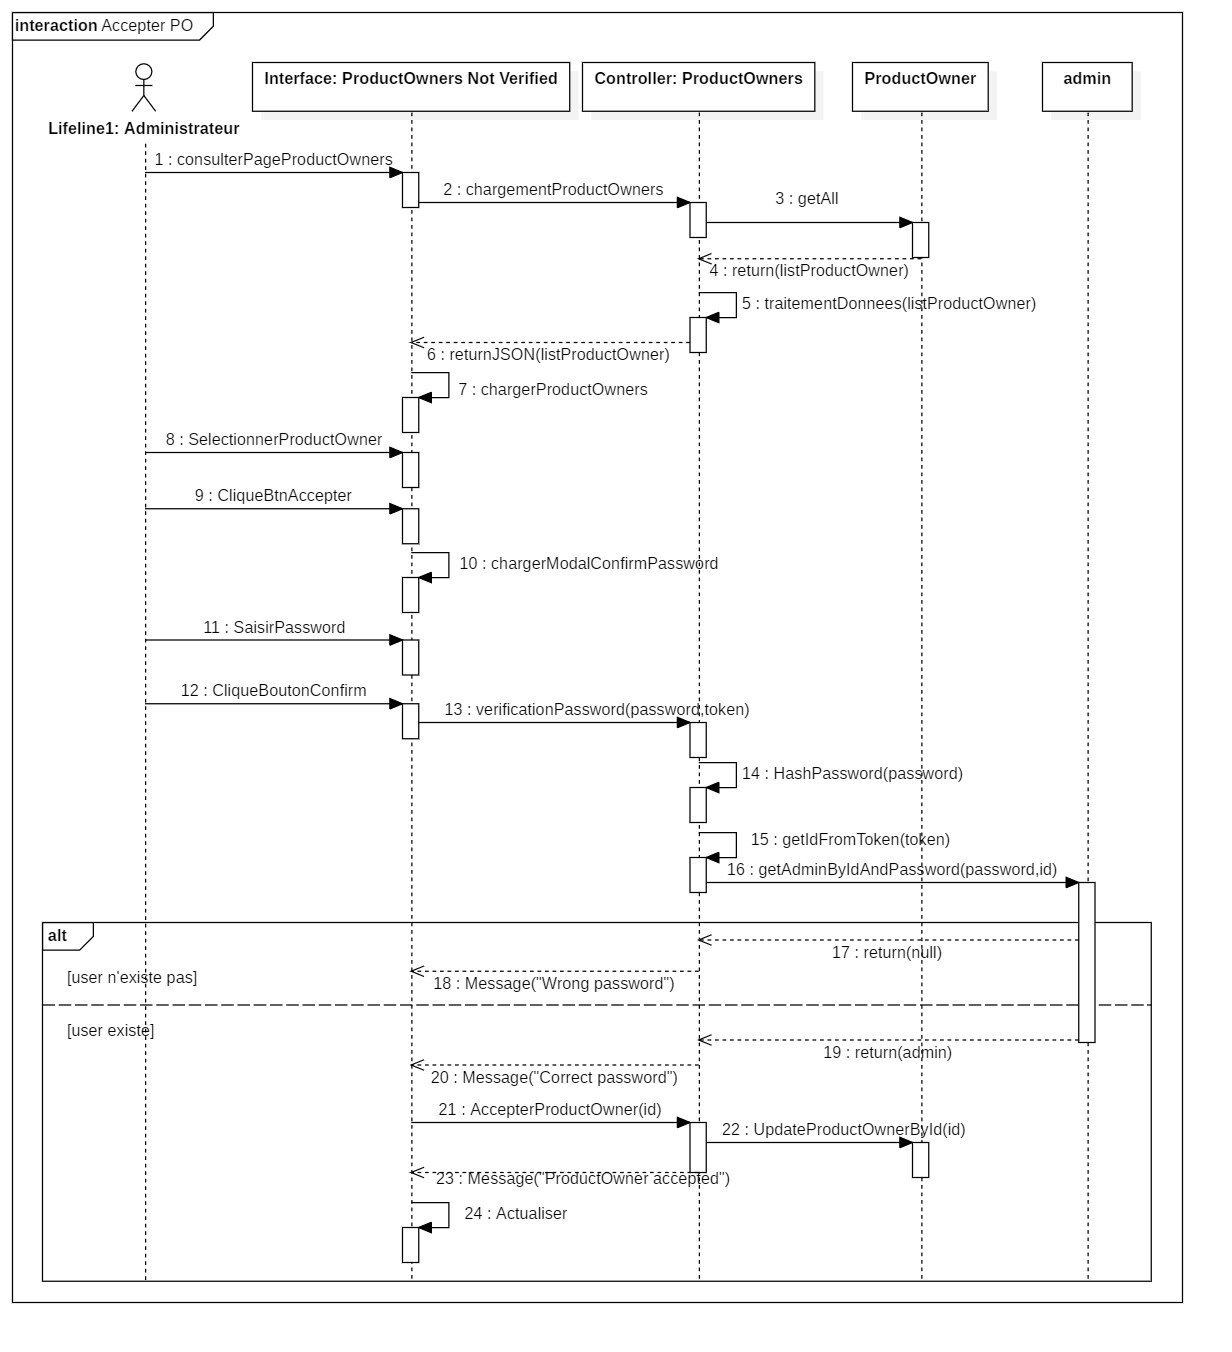 interaction Accepter PO
Interface: ProductOwners Not Verified
Controller: ProductOwners
ProductOwner
admin
Lifeline1: Administrateur
1 : consulterPageProductOwners
2 : chargementProductOwners
3 : getAll
4 : return(listProductOwner)
5 : traitementDonnees(listProductOwner)
6 : returnJSON(listProductOwner)
7 : chargerProductOwners
8 : SelectionnerProductOwner
9 : CliqueBtnAccepter
10 : chargerModalConfirmPassword
11 : SaisirPassword
12 : CliqueBoutonConfirm
13 : verificationPassword(password,token)
14 : HashPassword(password)
15 : getIdFromToken(token)
16 : getAdminByIdAndPassword(password,id)
alt
17 : return(null)
[user n'existe pas]
18 : Message("Wrong password")
[user existe]
19 : return(admin)
20 : Message("Correct password")
21 : AccepterProductOwner(id)
22 : UpdateProductOwnerById(id)
23 : Message("ProductOwner accepted")
24 : Actualiser